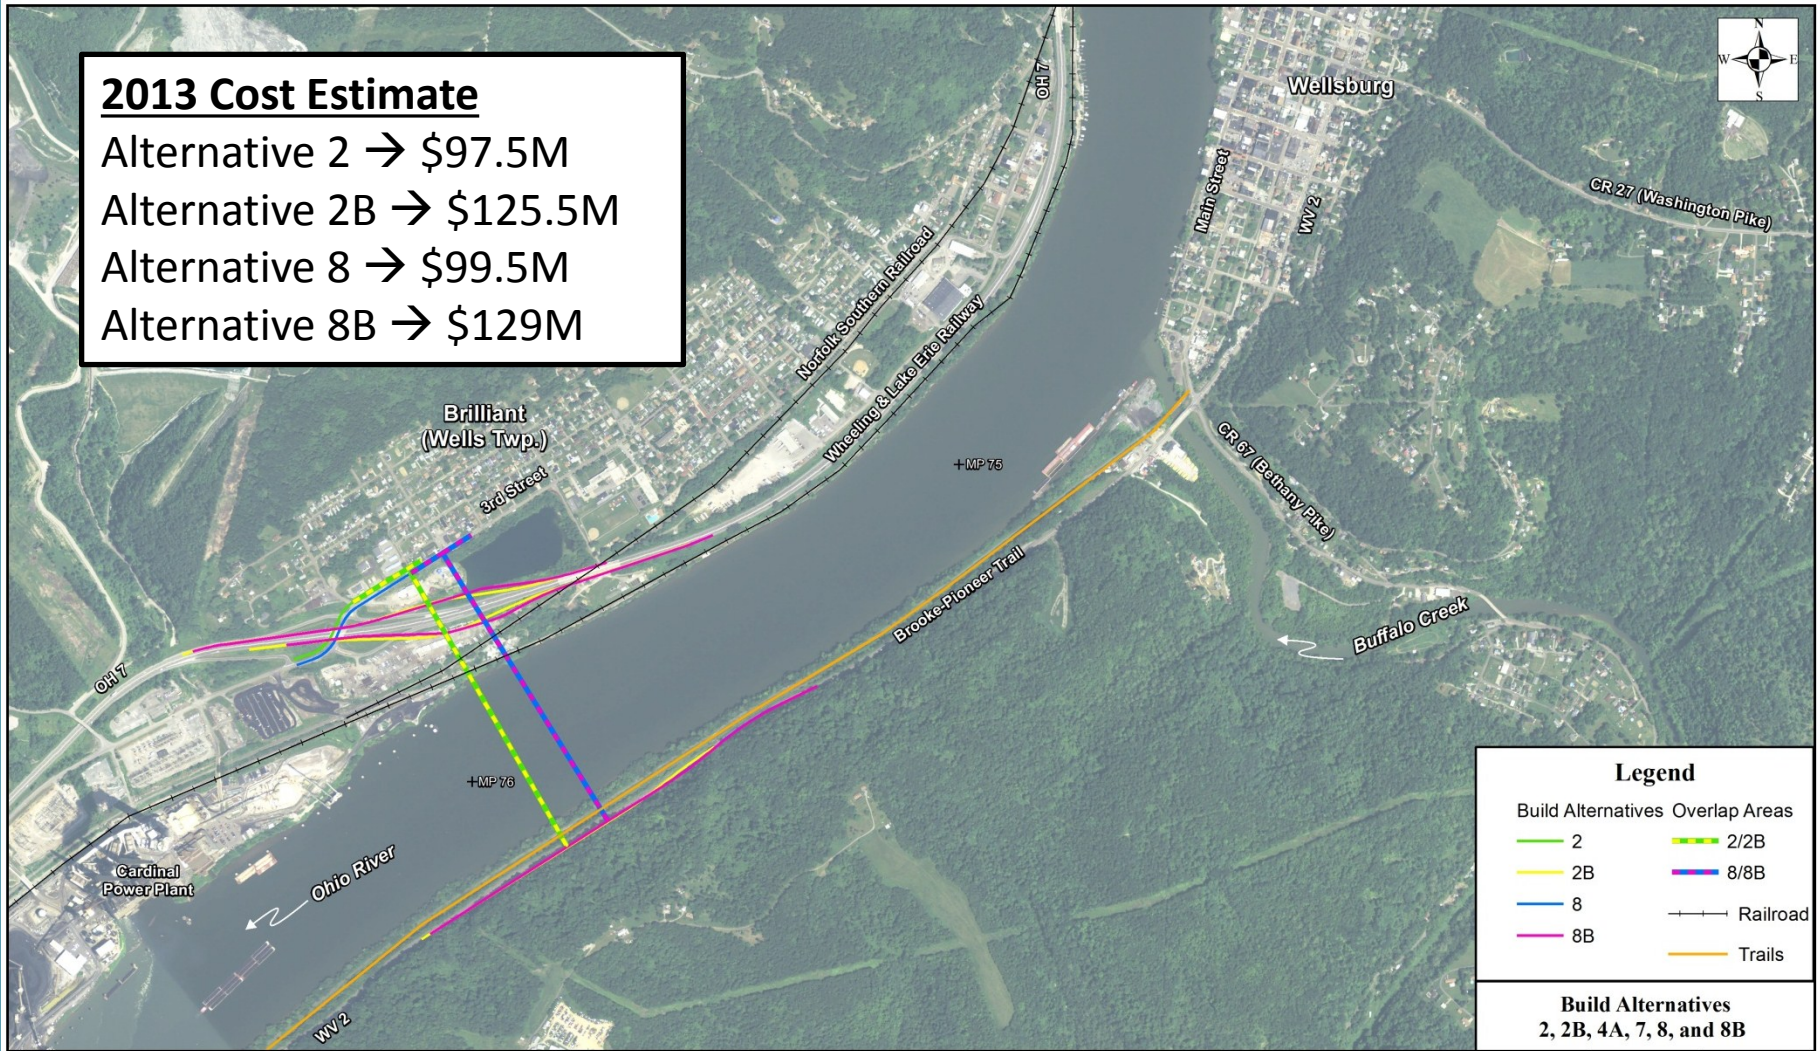 2013 Cost Estimate
Alternative 2 → $97.5M
Alternative 2B → $125.5M
Alternative 8 → $99.5M
Alternative 8B → $129M
N
W
E
S
OH 7
Wellsburg
Main Street
WV 2
CR 27 (Washington Pike)
Norfolk Southern Railroad
Wheeling & Lake Erie Railway
Brilliant
(Wells Twp.)
3rd Street
+MP 75
CR 67 (Bethany Pike)
Brooke-Pioneer Trail
Buffalo Creek
OH 7
+MP 76
Cardinal
Power Plant
Ohio River
WV 2
Legend
Build Alternatives Overlap Areas
2 2/2B
2B 8/8B
8 Railroad
8B Trails
Build Alternatives
2, 2B, 4A, 7, 8, and 8B